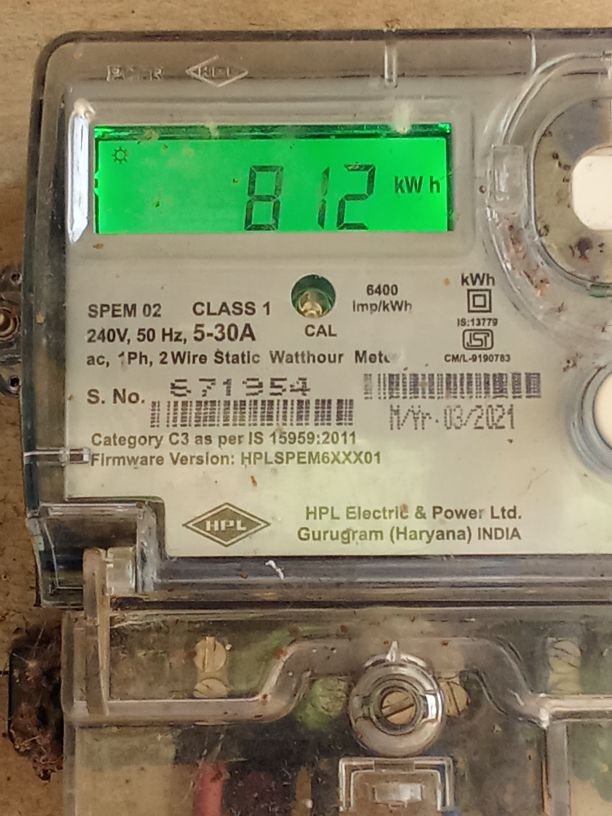 HPL
812 kWh
SPEM 02 CLASS 1
240V, 50 Hz, 5-30A
ac, 1Ph, 2 Wire Static Watthour
CAL
6400
Imp/kWh
kWh
IS:13779
CM/L-9190783
S. No. 671954
M/Yr-03/2021
Category C3 as per IS 15959:2011
Firmware Version: HPLSPEM6XXX01
HPL
HPL Electric & Power Ltd.
Gurugram (Haryana) INDIA